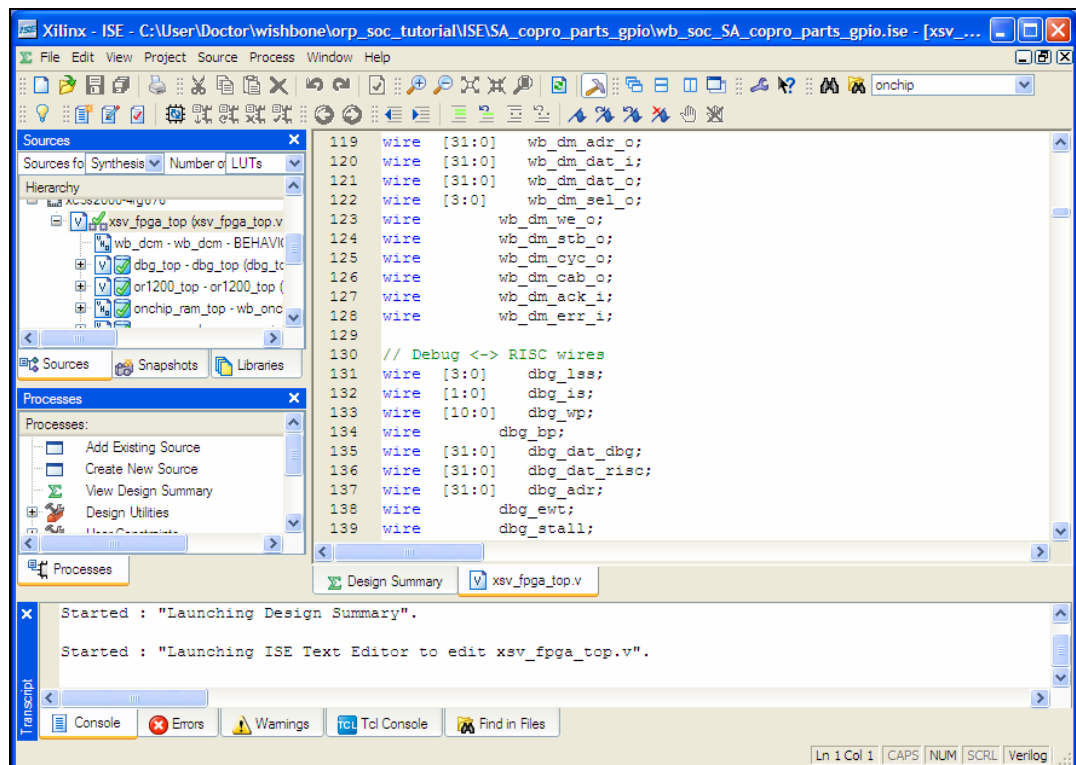 Xilinx - ISE - C:\User\Doctor\wishbone\orp_soc_tutorial\ISE\SA_copro_parts_gpio\wb_soc_SA_copro_parts_gpio.ise - [xsv_...
File Edit View Project Source Process Window Help
onchip
Sources
Sources fo Synthesis Number of LUTs
Hierarchy
xsv_fpga_top (xsv_fpga_top.v
wb_dcm - wb_dcm - BEHAVI
dbg_top - dbg_top (dbg_tc
or1200_top - or1200_top (
onchip_ram_top - wb_onc
Sources Snapshots Libraries
Processes
Processes:
Add Existing Source
Create New Source
View Design Summary
Design Utilities
User Constraints
Processes
119 wire [31:0] wb_dm_adr_o;
120 wire [31:0] wb_dm_dat_i;
121 wire [31:0] wb_dm_dat_o;
122 wire [3:0] wb_dm_sel_o;
123 wire wb_dm_we_o;
124 wire wb_dm_stb_o;
125 wire wb_dm_cyc_o;
126 wire wb_dm_cab_o;
127 wire wb_dm_ack_i;
128 wire wb_dm_err_i;
129
130 // Debug <-> RISC wires
131 wire [3:0] dbg_lss;
132 wire [1:0] dbg_is;
133 wire [10:0] dbg_wp;
134 wire dbg_bp;
135 wire [31:0] dbg_dat_dbg;
136 wire [31:0] dbg_dat_risc;
137 wire [31:0] dbg_adr;
138 wire dbg_ewt;
139 wire dbg_stall;
Design Summary xsv_fpga_top.v
Started : "Launching Design Summary".
Started : "Launching ISE Text Editor to edit xsv_fpga_top.v".
Transcript
Console Errors Warnings Tcl Console Find in Files
Ln 1 Col 1 CAPS NUM SCRL Verilog